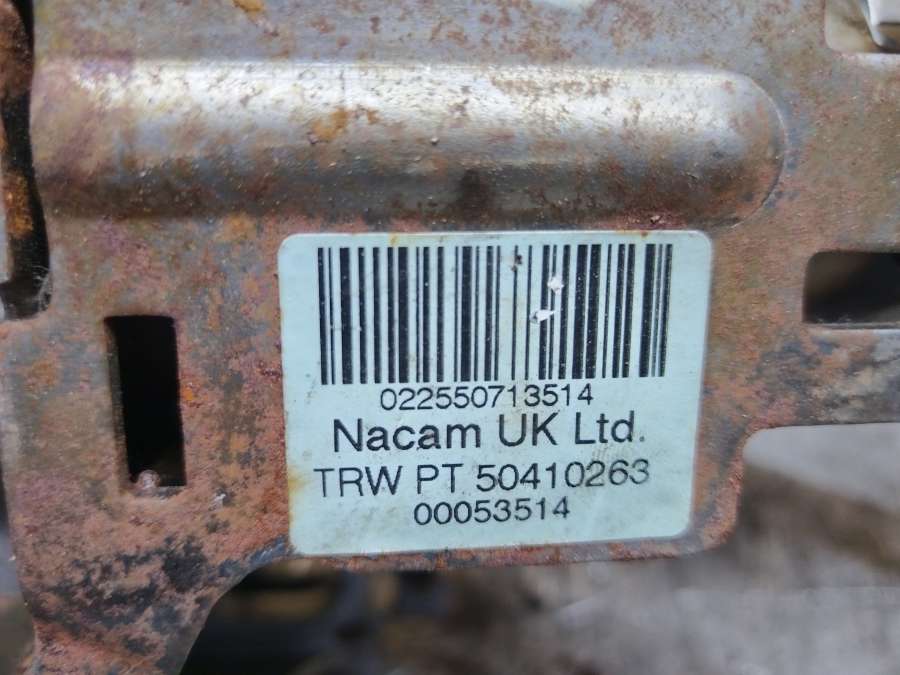 022550713514
Nacam UK Ltd.
TRW PT 50410263
00053514